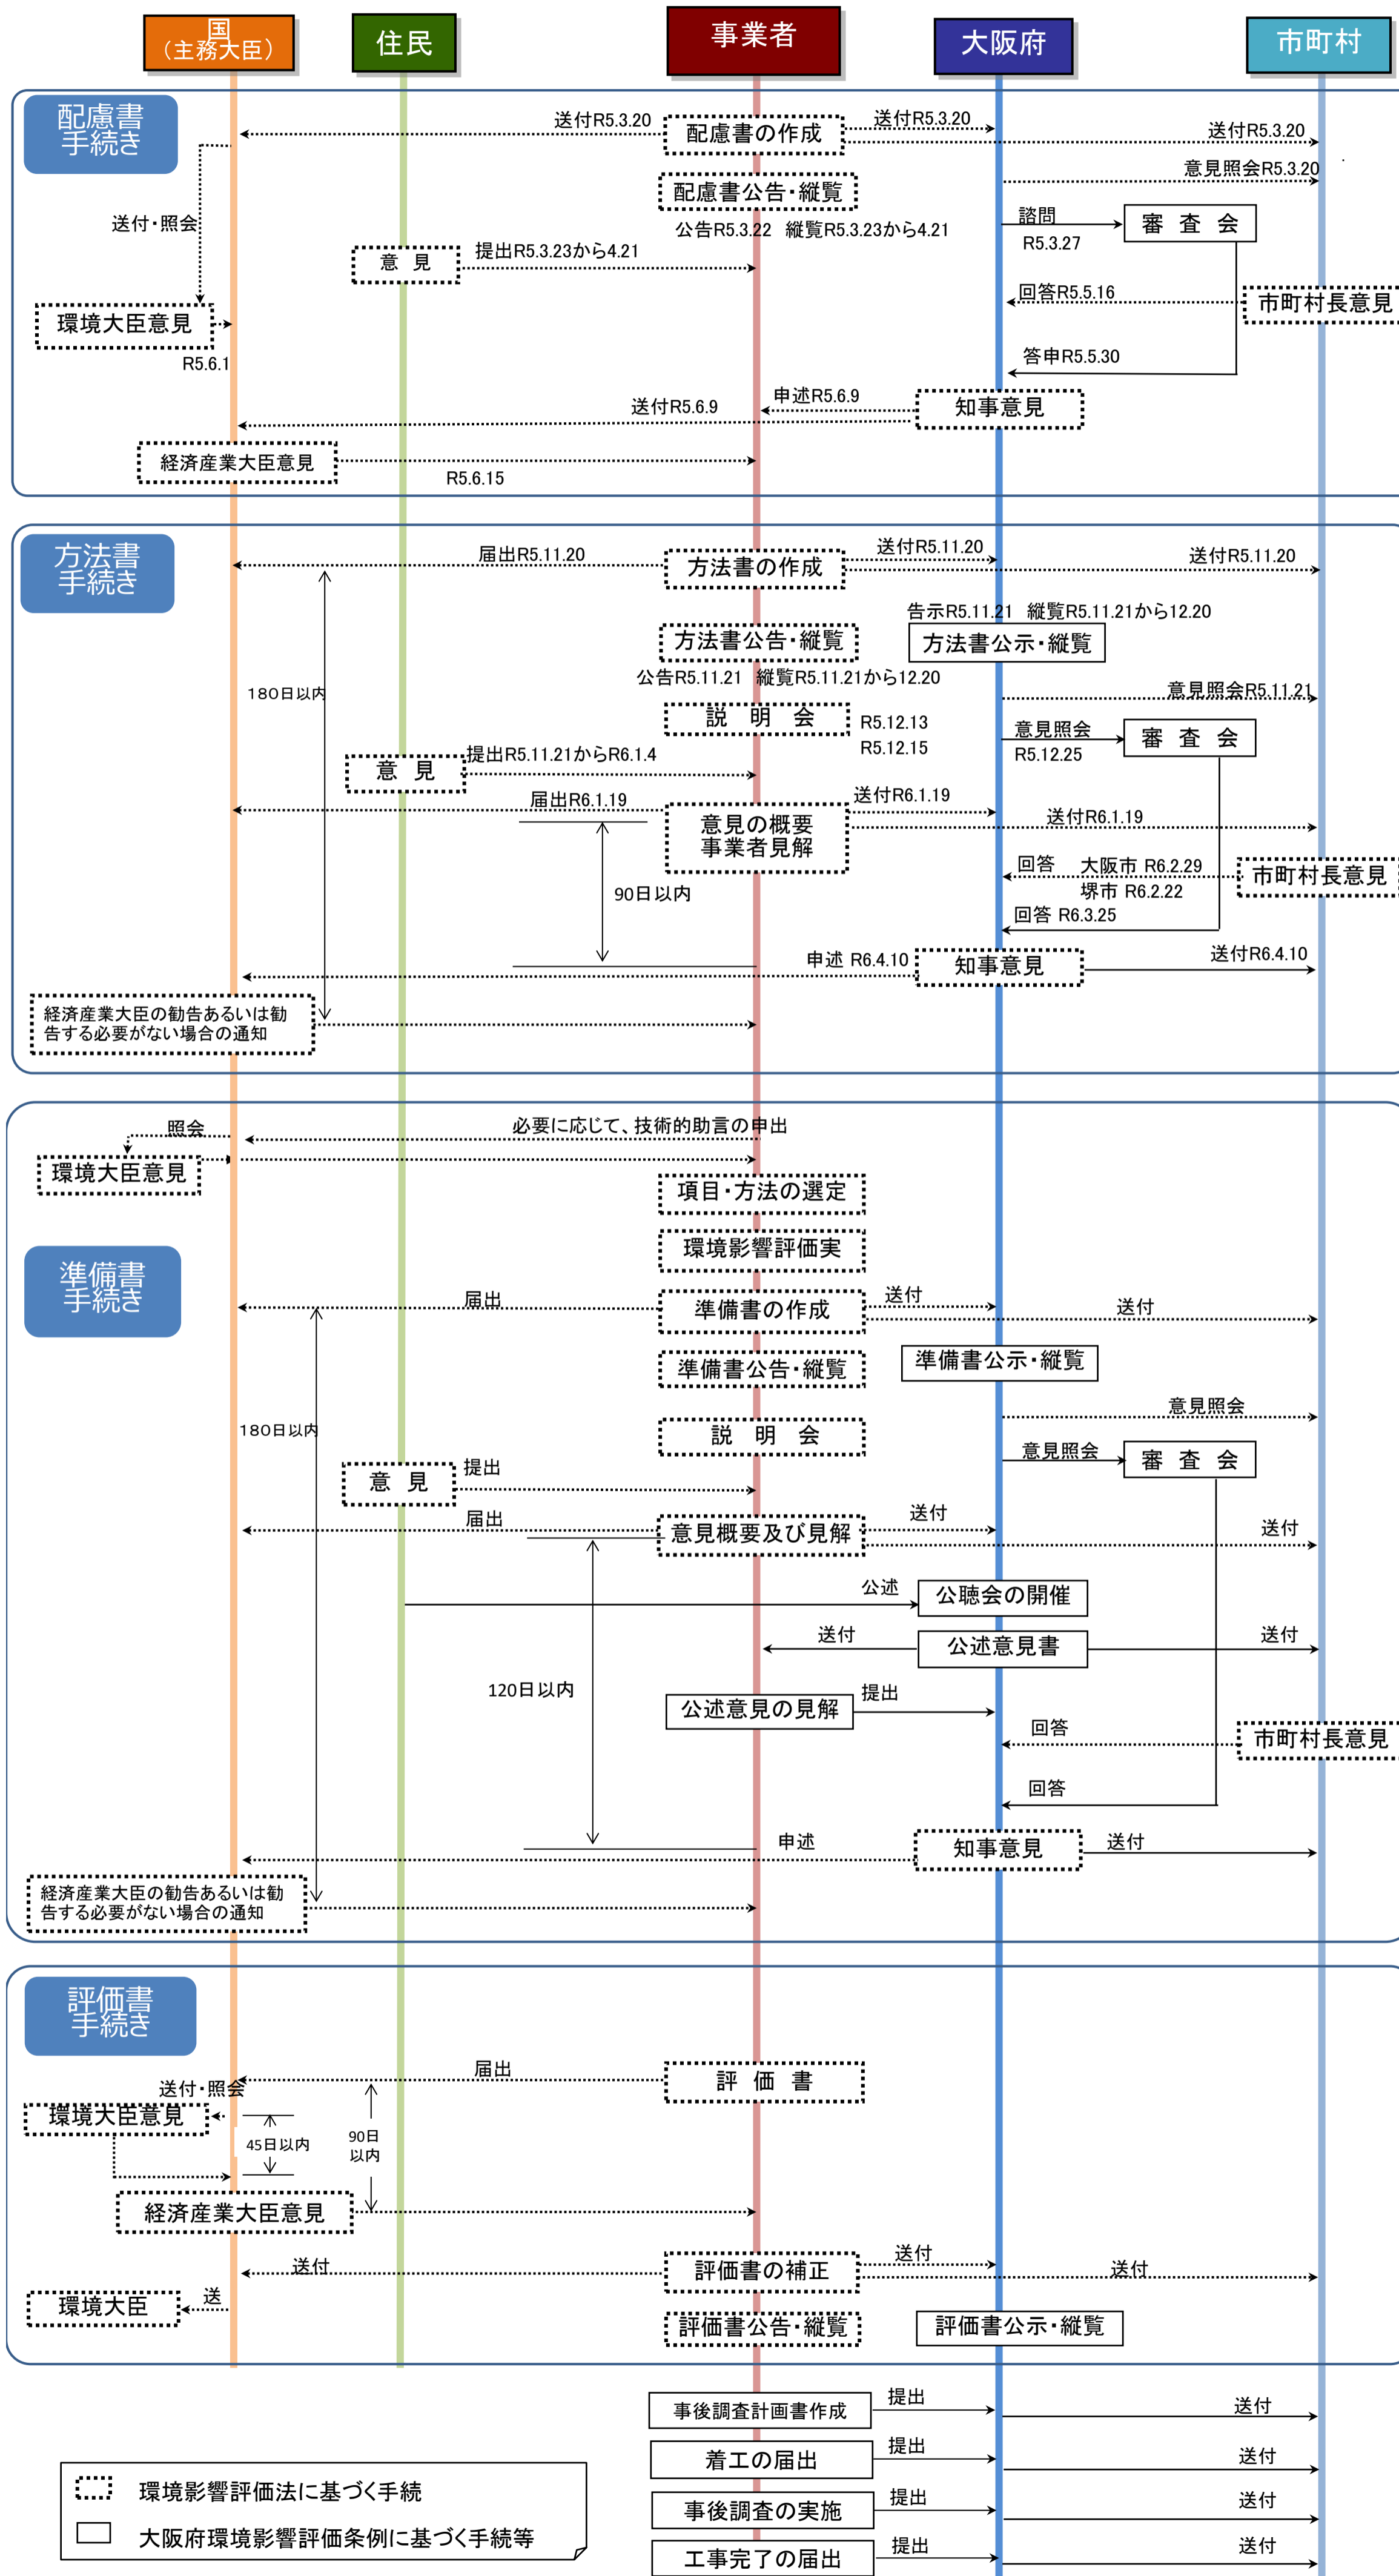 国
（主務大臣）
住民
事業者
大阪府
市町村
配慮書
手続き
送付R5.3.20
配慮書の作成
送付R5.3.20
送付R5.3.20
意見照会R5.3.20
配慮書公告・縦覧
公告R5.3.22　縦覧R5.3.23から4.21
諮問
R5.3.27
審　査　会
送付・照会
意　見
提出R5.3.23から4.21
回答R5.5.16
市町村長意見
環境大臣意見
R5.6.1
答申R5.5.30
送付R5.6.9
申述R5.6.9
知事意見
経済産業大臣意見
R5.6.15
方法書
手続き
届出R5.11.20
方法書の作成
送付R5.11.20
送付R5.11.20
告示R5.11.21　縦覧R5.11.21から12.20
方法書公告・縦覧
方法書公示・縦覧
公告R5.11.21　縦覧R5.11.21から12.20
180日以内
意見照会R5.11.21
説　明　会
R5.12.13
R5.12.15
意見照会
R5.12.25
審　査　会
意　見
提出R5.11.21からR6.1.4
届出R6.1.19
意見の概要
事業者見解
送付R6.1.19
送付R6.1.19
90日以内
回答　大阪市 R6.2.29
堺市 R6.2.22
市町村長意見
回答 R6.3.25
申述 R6.4.10
知事意見
送付R6.4.10
経済産業大臣の勧告あるいは勧
告する必要がない場合の通知
照会
必要に応じて、技術的助言の申出
環境大臣意見
項目・方法の選定
環境影響評価実
準備書
手続き
届出
準備書の作成
送付
送付
準備書公告・縦覧
準備書公示・縦覧
180日以内
意見照会
説　明　会
意見照会
審　査　会
意　見
提出
届出
意見概要及び見解
送付
送付
公述
公聴会の開催
送付
公述意見書
送付
120日以内
公述意見の見解
提出
回答
市町村長意見
回答
申述
知事意見
送付
経済産業大臣の勧告あるいは勧
告する必要がない場合の通知
評価書
手続き
届出
評　価　書
送付・照会
環境大臣意見
45日以内
90日
以内
経済産業大臣意見
送付
評価書の補正
送付
送付
環境大臣
送
評価書公告・縦覧
評価書公示・縦覧
事後調査計画書作成
提出
送付
着工の届出
提出
送付
事後調査の実施
提出
送付
工事完了の届出
提出
送付
環境影響評価法に基づく手続
大阪府環境影響評価条例に基づく手続等